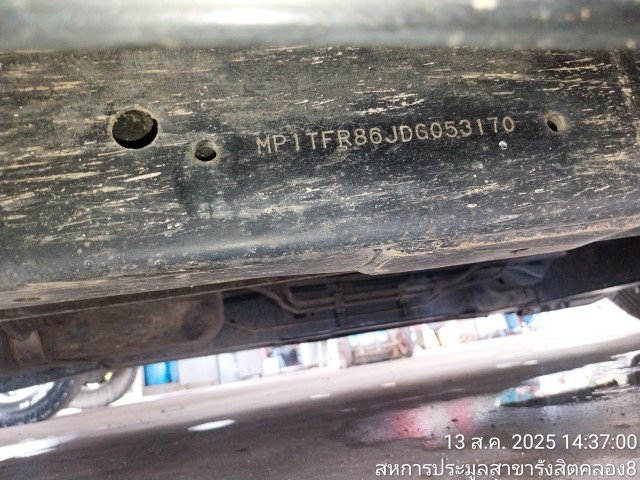 MP1TFR86JDG053170
13 ส.ค. 2025 14:37:00
สหการประมูลสาขารังสิตคลอง8